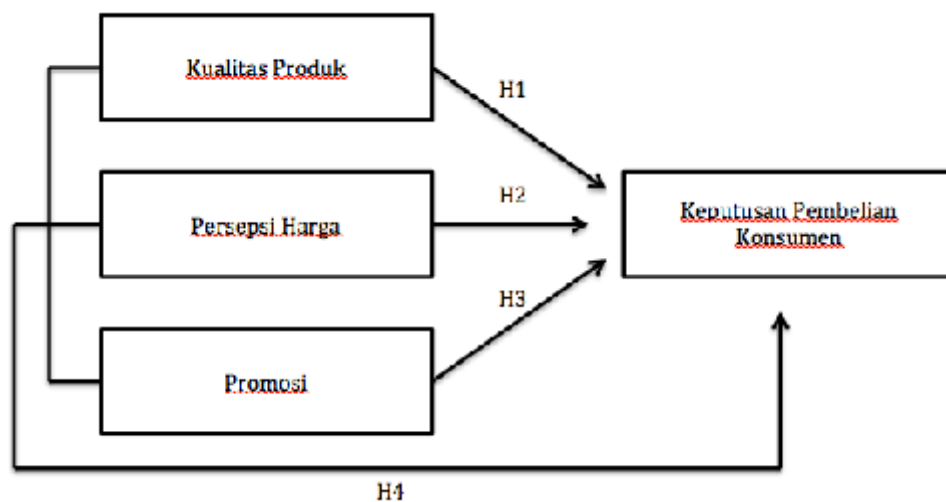 Kualitas Produk
H1
Persepsi Harga
H2
Keputusan Pembelian
Konsumen
H3
Promosi
H4